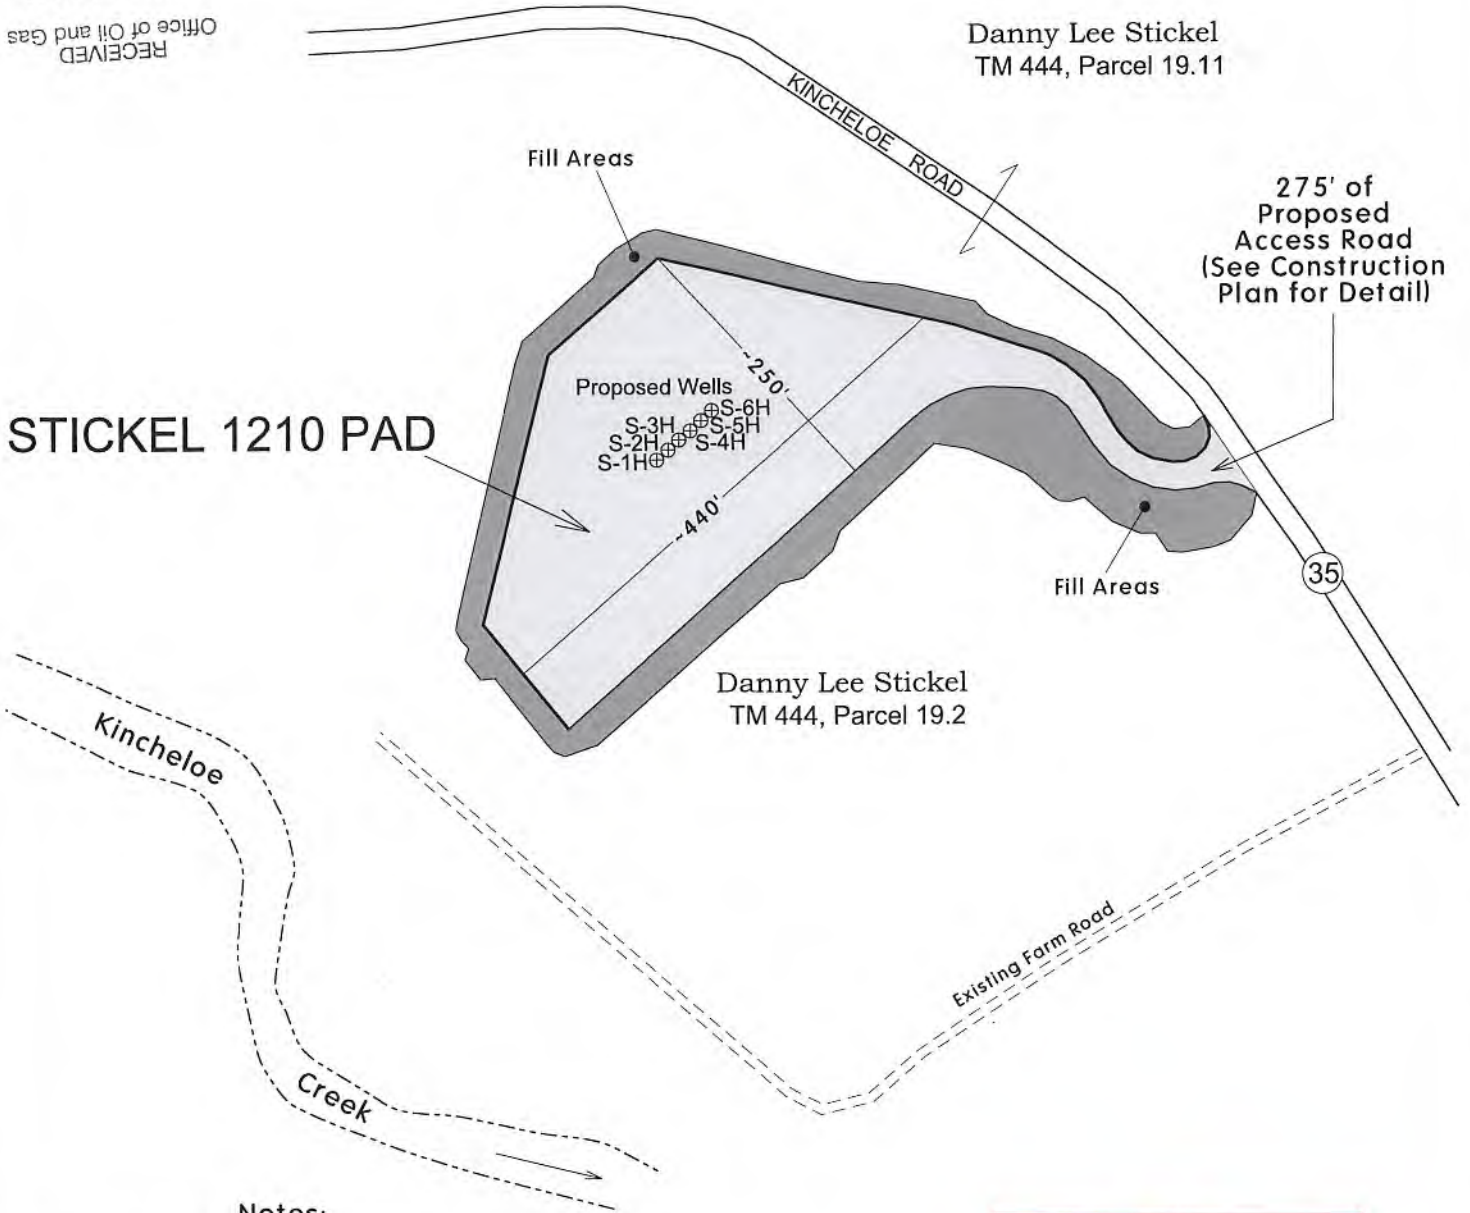 RECEIVED
Office of Oil and Gas
Danny Lee Stickel
TM 444, Parcel 19.11
KINCHELOE ROAD
Fill Areas
275' of
Proposed
Access Road
(See Construction
Plan for Detail)
~250'
Proposed Wells
S-6H
S-3H
S-5H
S-2H
S-4H
S-1H
STICKEL 1210 PAD
~440'
35
Fill Areas
Danny Lee Stickel
TM 444, Parcel 19.2
Kincheloe
Existing Farm Road
Creek
Notes: